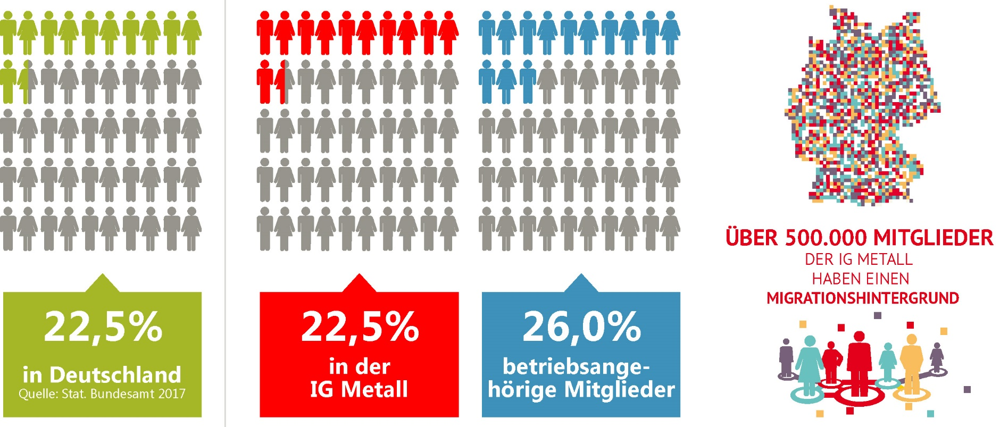 22,5%
in Deutschland
Quelle: Stat. Bundesamt 2017
22,5%
in der
IG Metall
26,0%
betriebsange-
hörige Mitglieder
ÜBER 500.000 MITGLIEDER
DER IG METALL
HABEN EINEN
MIGRATIONSHINTERGRUND